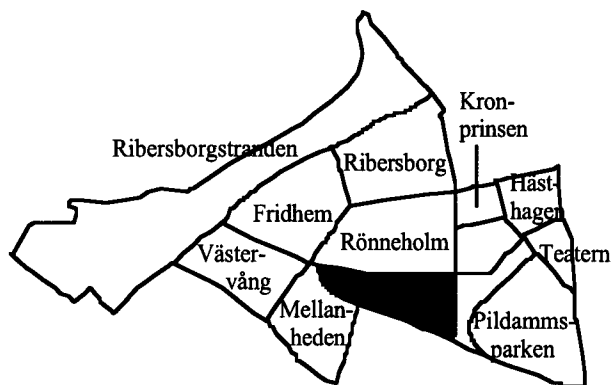 Kron-
prinsen
Ribersborgstranden
Ribersborg
Häst-
hagen
Fridhem
Rönneholm
Teatern
Väster-
vång
Mellan-
heden
Pildamms-
parken